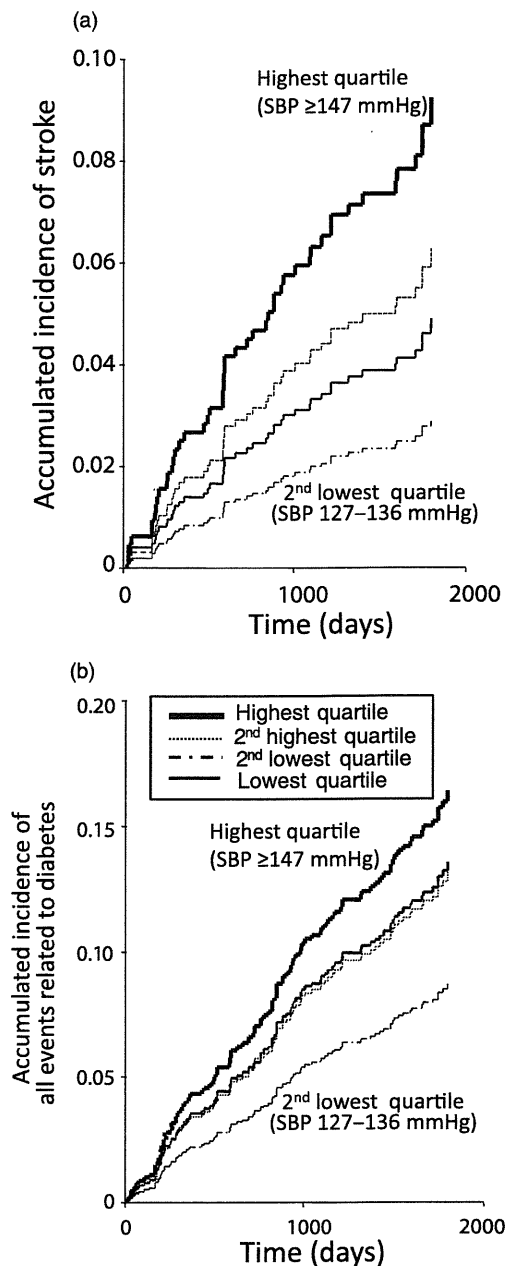 (a)
0.10
Highest quartile
(SBP ≥147 mmHg)
0.08
0.06
0.04
0.02
2nd lowest quartile
(SBP 127–136 mmHg)
0
0
1000
2000
Time (days)
Accumulated incidence of stroke
(b)
0.20
Highest quartile
2nd highest quartile
2nd lowest quartile
Lowest quartile
0.15
Highest quartile
(SBP ≥147 mmHg)
0.10
0.05
2nd lowest quartile
(SBP 127–136 mmHg)
0
0
1000
2000
Time (days)
Accumulated incidence of
all events related to diabetes